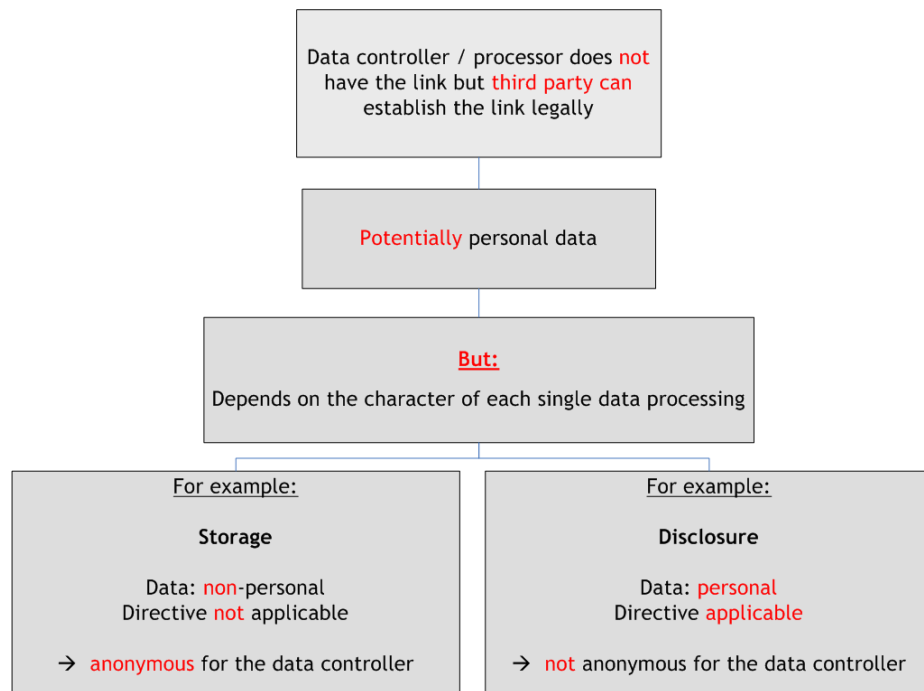 Data controller / processor does not
have the link but third party can
establish the link legally
Potentially personal data
But:
Depends on the character of each single data processing
For example:
Storage
Data: non-personal
Directive not applicable
→ anonymous for the data controller
For example:
Disclosure
Data: personal
Directive applicable
→ not anonymous for the data controller